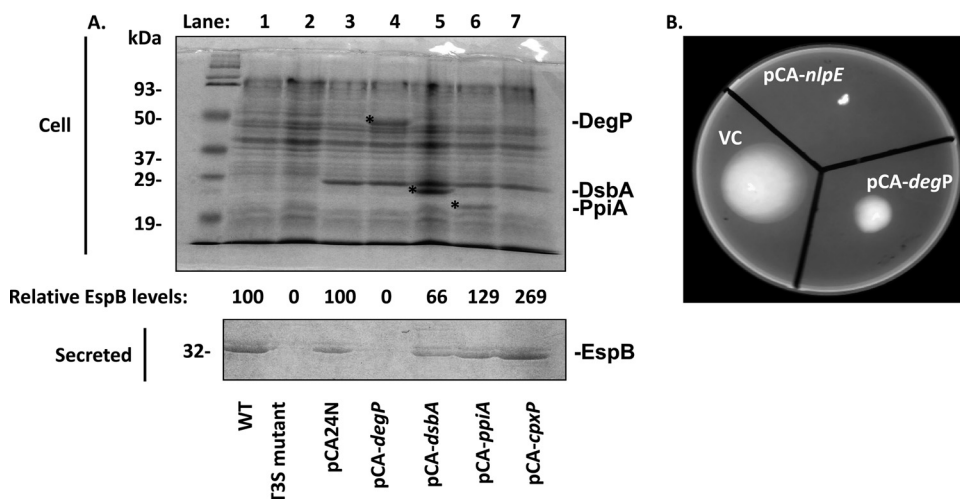 A.
Lane: 1 2 3 4 5 6 7
kDa
93-
50-
37-
29-
19-
Cell
*
*
*
-DegP
-DsbA
-PpiA
Relative EspB levels: 100 0 100 0 66 129 269
Secreted
32-
-EspB
WT
T3S mutant
pCA24N
pCA-degP
pCA-dsbA
pCA-ppiA
pCA-cpxP
B.
pCA-nlpE
VC
pCA-degP